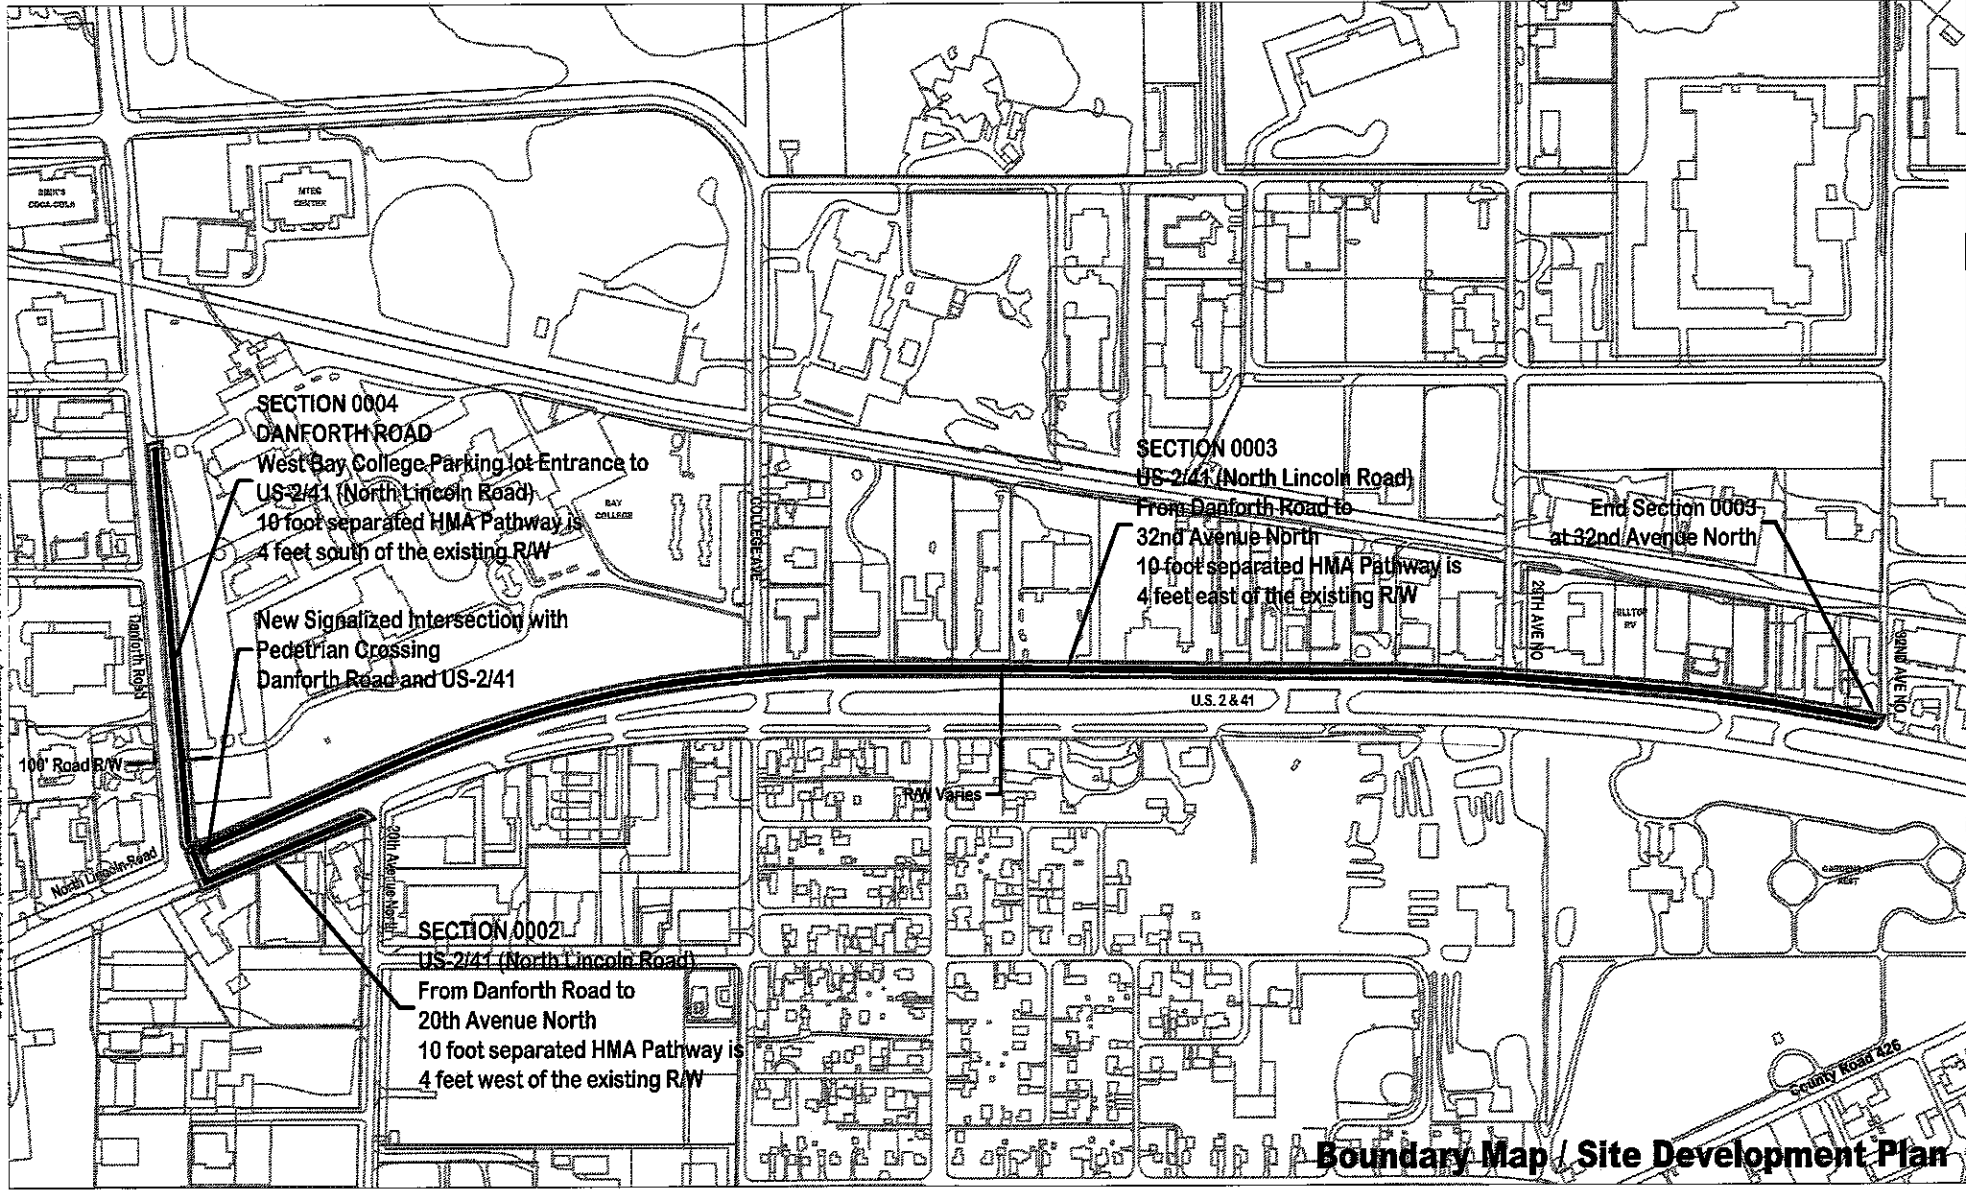 MTEC
CENTER
COCA-COLA
SECTION 0004
DANFORTH ROAD
West Bay College Parking lot Entrance to
US-2/41 (North Lincoln Road)
10 foot separated HMA Pathway is
4 feet south of the existing R/W
BAY
COLLEGE
COLLEGE AVE
SECTION 0003
US-2/41 (North Lincoln Road)
From Danforth Road to
32nd Avenue North
10 foot separated HMA Pathway is
4 feet east of the existing R/W
End Section 0003
at 32nd Avenue North
28TH AVE NO
HILLTOP
RV
32ND AVE NO
Danforth Road
New Signalized Intersection with
Pedetrian Crossing
Danforth Road and US-2/41
U.S. 2 & 41
100' Road R/W
R/W Varies
North Lincoln Road
20th Avenue North
GARDENS OF
REST
SECTION 0002
US-2/41 (North Lincoln Road)
From Danforth Road to
20th Avenue North
10 foot separated HMA Pathway is
4 feet west of the existing R/W
County Road 426
Boundary Map / Site Development Plan